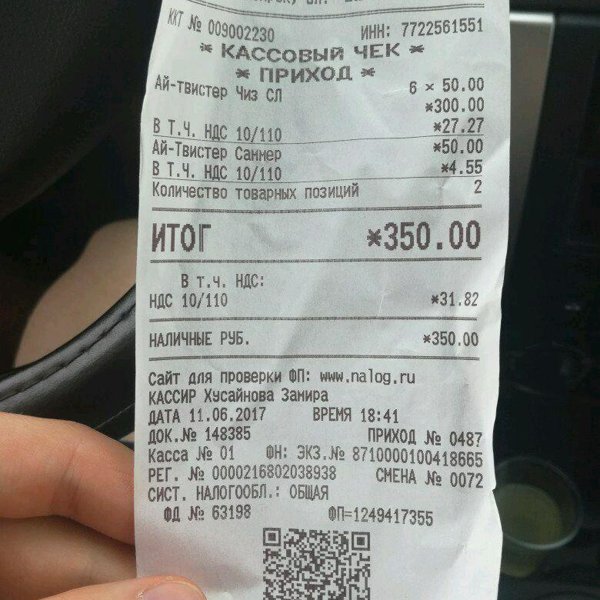 ККТ № 009002230 ИНН: 7722561551
* КАССОВЫЙ ЧЕК *
* ПРИХОД *
Ай-твистер Чиз СЛ 6 × 50.00
*300.00
В Т.Ч. НДС 10/110 *27.27
Ай-Твистер Саммер *50.00
В Т.Ч. НДС 10/110 *4.55
Количество товарных позиций 2
ИТОГ *350.00
В т.ч. НДС:
НДС 10/110 *31.82
НАЛИЧНЫЕ РУБ. *350.00
Сайт для проверки ФП: www.nalog.ru
КАССИР Хусайнова Замира
ДАТА 11.06.2017 ВРЕМЯ 18:41
ДОК.№ 148385 ПРИХОД № 0487
Касса № 01 ФН: ЭКЗ.№ 8710000100418665
РЕГ. № 0000216802038938 СМЕНА № 0072
СИСТ. НАЛОГООБЛ.: ОБЩАЯ
ФД № 63198 ФП=1249417355